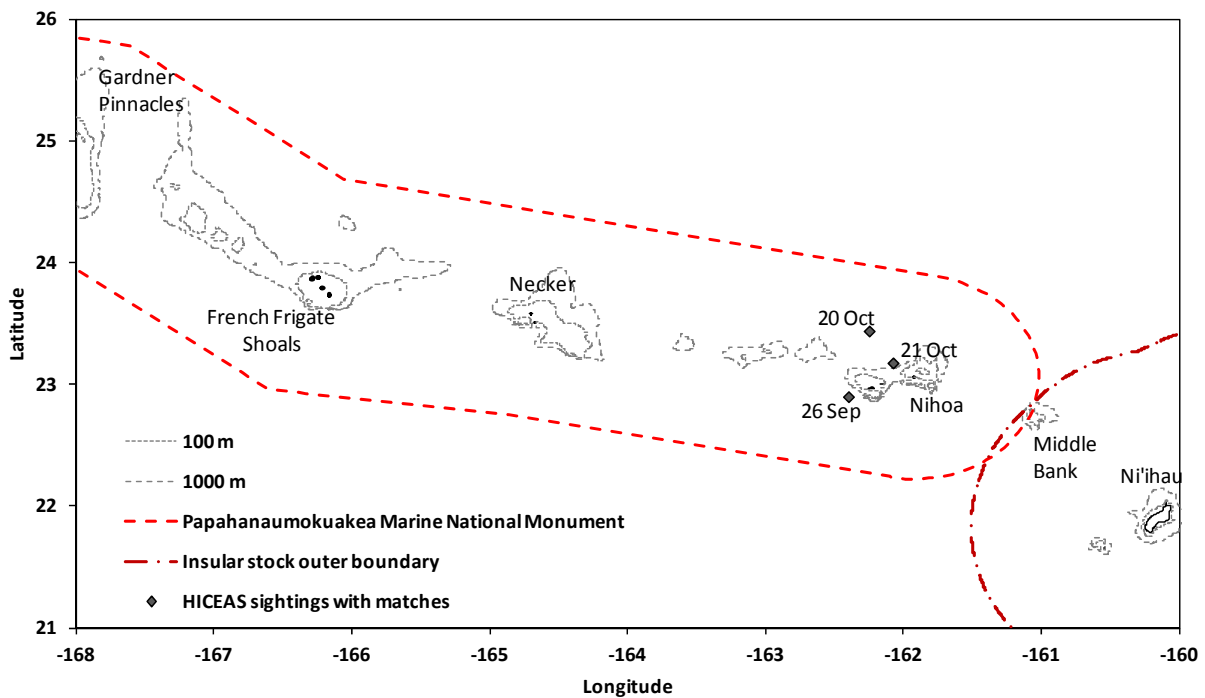 26
25
24
23
22
21
Latitude
Gardner
Pinnacles
French Frigate
Shoals
Necker
20 Oct
21 Oct
26 Sep
Nihoa
Middle
Bank
Ni'ihau
100 m
1000 m
Papahanaumokuakea Marine National Monument
Insular stock outer boundary
HICEAS sightings with matches
-168 -167 -166 -165 -164 -163 -162 -161 -160
Longitude